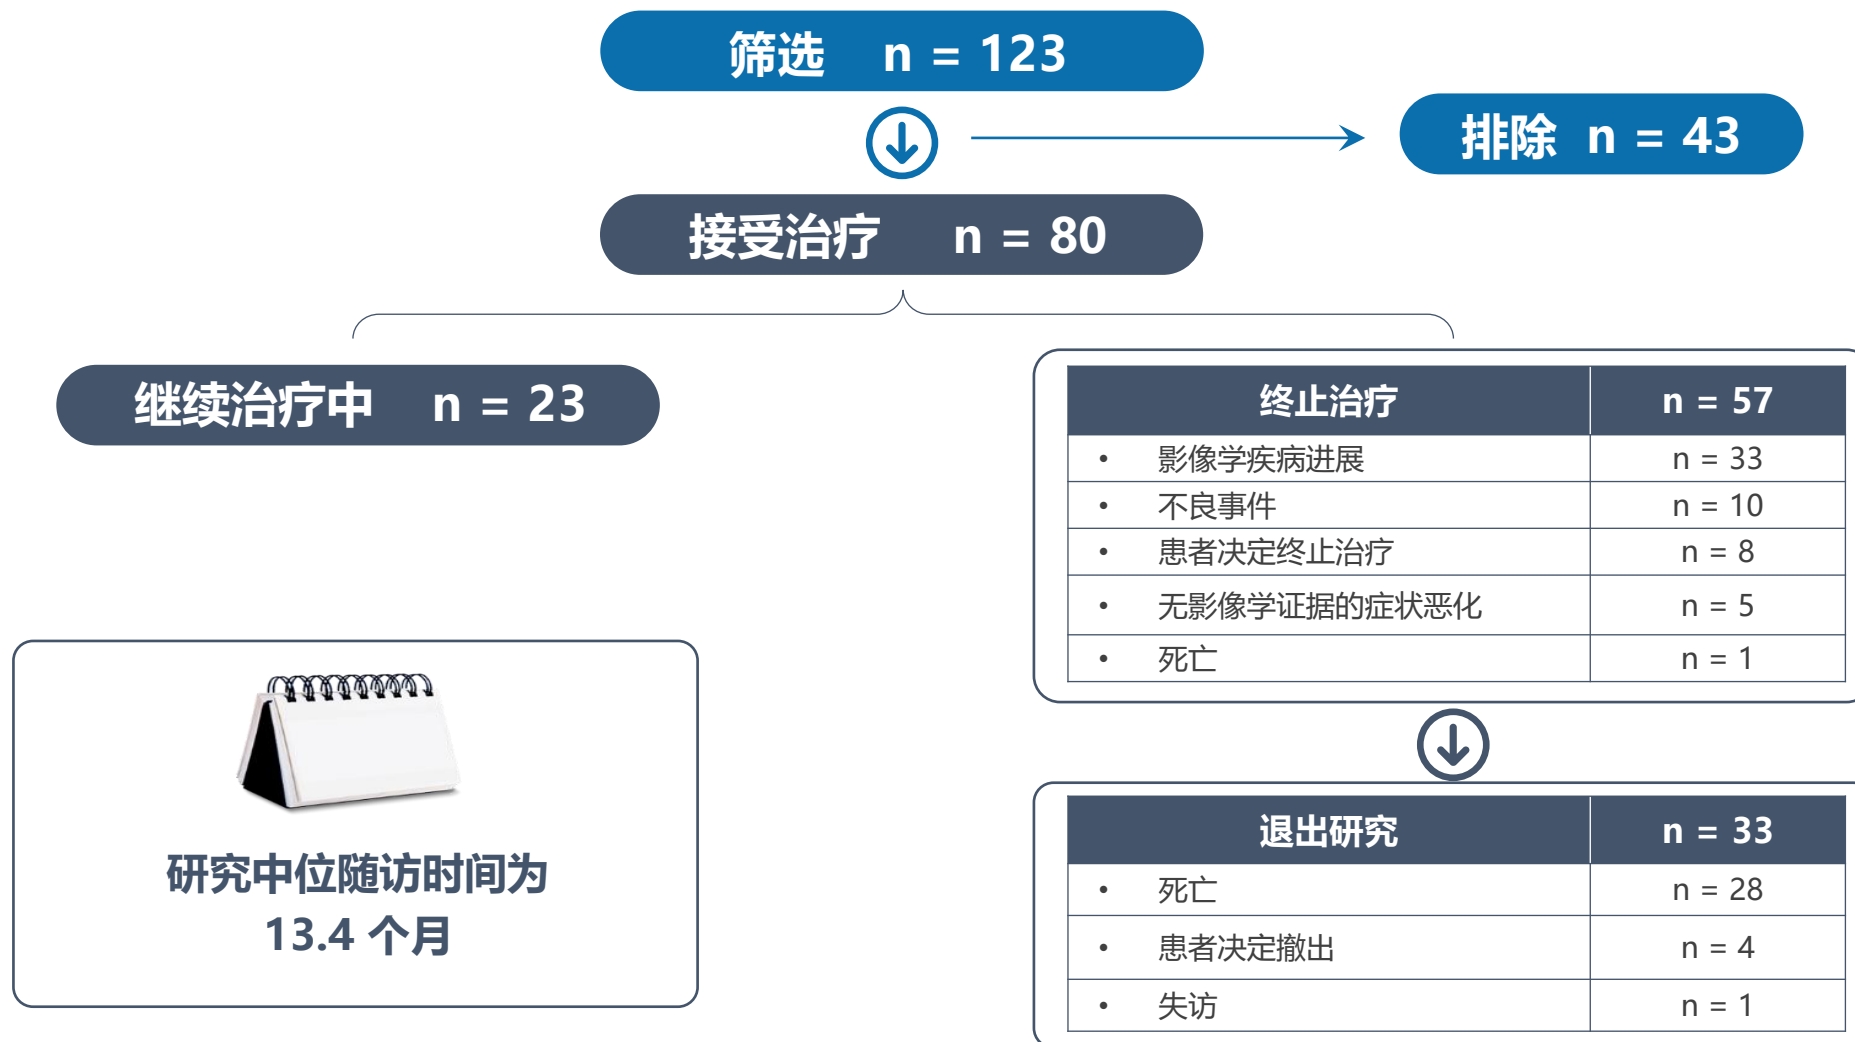 筛选 n = 123
排除 n = 43
接受治疗 n = 80
继续治疗中 n = 23
终止治疗 n = 57
• 影像学疾病进展 n = 33
• 不良事件 n = 10
• 患者决定终止治疗 n = 8
• 无影像学证据的症状恶化 n = 5
• 死亡 n = 1
研究中位随访时间为
13.4 个月
退出研究 n = 33
• 死亡 n = 28
• 患者决定撤出 n = 4
• 失访 n = 1